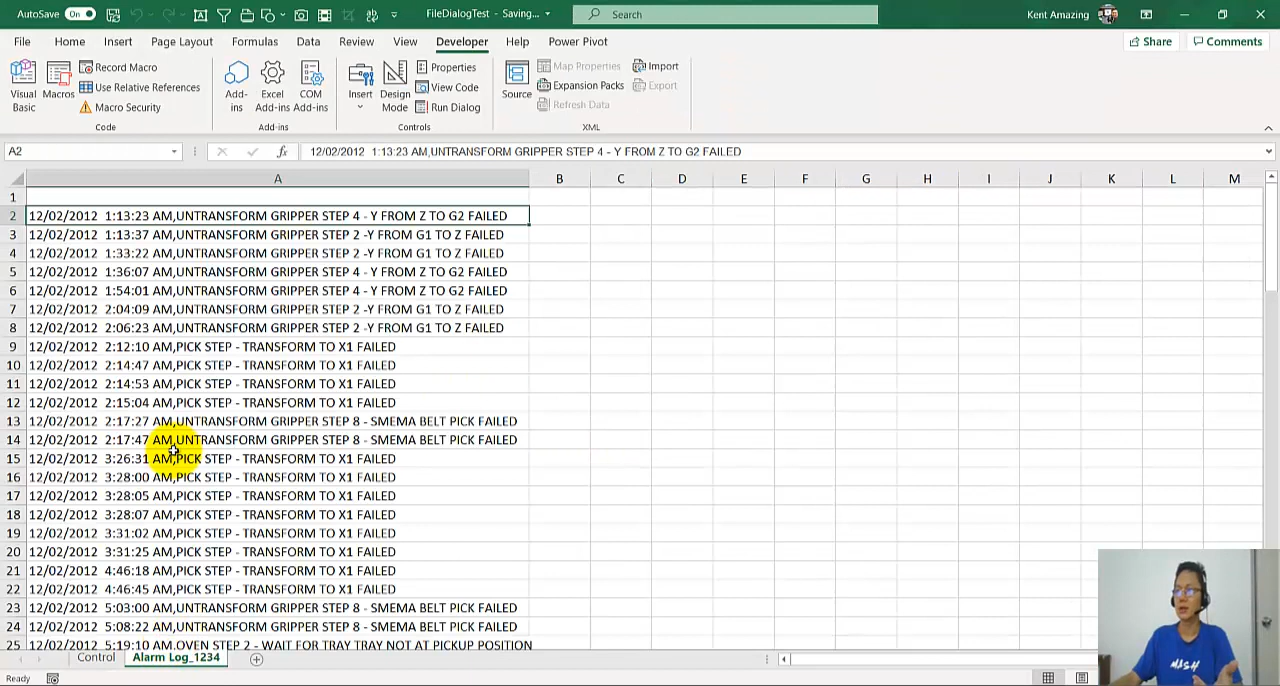 AutoSave On FileDialogTest - Saving... Search Kent Amazing
File Home Insert Page Layout Formulas Data Review View Developer Help Power Pivot Share Comments
Visual Basic
Macros
Record Macro
Use Relative References
Macro Security
Code
Add-ins
Excel Add-ins
COM Add-ins
Add-ins
Insert
Design Mode
Properties
View Code
Run Dialog
Controls
Source
Map Properties
Expansion Packs
Refresh Data
Import
Export
XML
A2 fx 12/02/2012 1:13:23 AM,UNTRANSFORM GRIPPER STEP 4 - Y FROM Z TO G2 FAILED
A B C D E F G H I J K L M
1
2 12/02/2012 1:13:23 AM,UNTRANSFORM GRIPPER STEP 4 - Y FROM Z TO G2 FAILED
3 12/02/2012 1:13:37 AM,UNTRANSFORM GRIPPER STEP 2 -Y FROM G1 TO Z FAILED
4 12/02/2012 1:33:22 AM,UNTRANSFORM GRIPPER STEP 2 -Y FROM G1 TO Z FAILED
5 12/02/2012 1:36:07 AM,UNTRANSFORM GRIPPER STEP 4 - Y FROM Z TO G2 FAILED
6 12/02/2012 1:54:01 AM,UNTRANSFORM GRIPPER STEP 4 - Y FROM Z TO G2 FAILED
7 12/02/2012 2:04:09 AM,UNTRANSFORM GRIPPER STEP 2 -Y FROM G1 TO Z FAILED
8 12/02/2012 2:06:23 AM,UNTRANSFORM GRIPPER STEP 2 -Y FROM G1 TO Z FAILED
9 12/02/2012 2:12:10 AM,PICK STEP - TRANSFORM TO X1 FAILED
10 12/02/2012 2:14:47 AM,PICK STEP - TRANSFORM TO X1 FAILED
11 12/02/2012 2:14:53 AM,PICK STEP - TRANSFORM TO X1 FAILED
12 12/02/2012 2:15:04 AM,PICK STEP - TRANSFORM TO X1 FAILED
13 12/02/2012 2:17:27 AM,UNTRANSFORM GRIPPER STEP 8 - SMEMA BELT PICK FAILED
14 12/02/2012 2:17:47 AM,UNTRANSFORM GRIPPER STEP 8 - SMEMA BELT PICK FAILED
15 12/02/2012 3:26:31 AM,PICK STEP - TRANSFORM TO X1 FAILED
16 12/02/2012 3:28:00 AM,PICK STEP - TRANSFORM TO X1 FAILED
17 12/02/2012 3:28:05 AM,PICK STEP - TRANSFORM TO X1 FAILED
18 12/02/2012 3:28:07 AM,PICK STEP - TRANSFORM TO X1 FAILED
19 12/02/2012 3:31:02 AM,PICK STEP - TRANSFORM TO X1 FAILED
20 12/02/2012 3:31:25 AM,PICK STEP - TRANSFORM TO X1 FAILED
21 12/02/2012 4:46:18 AM,PICK STEP - TRANSFORM TO X1 FAILED
22 12/02/2012 4:46:45 AM,PICK STEP - TRANSFORM TO X1 FAILED
23 12/02/2012 5:03:00 AM,UNTRANSFORM GRIPPER STEP 8 - SMEMA BELT PICK FAILED
24 12/02/2012 5:08:22 AM,UNTRANSFORM GRIPPER STEP 8 - SMEMA BELT PICK FAILED
25 12/02/2012 5:19:10 AM,OVEN STEP 2 - WAIT FOR TRAY TRAY NOT AT PICKUP POSITION
Control Alarm Log_1234
Ready
MASH